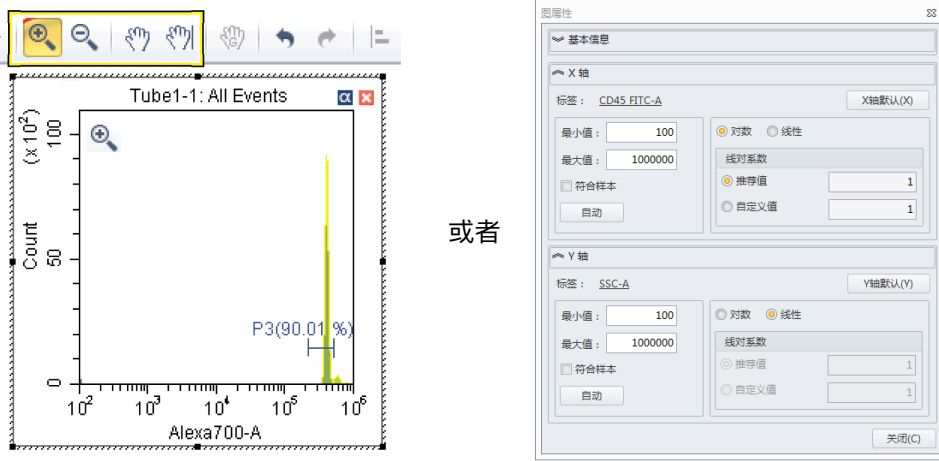 G
Tube1-1: All Events
α
(x 10²)
100
50
0
Count
P3(90.01 %)
10² 10³ 10⁴ 10⁵ 10⁶
Alexa700-A
或者
图属性
基本信息
X 轴
标签： CD45 FITC-A X轴默认(X)
最小值： 100 对数 线性
最大值： 1000000 线对系数
符合样本 推荐值 1
自动 自定义值 1
Y 轴
标签： SSC-A Y轴默认(Y)
最小值： 100 对数 线性
最大值： 1000000 线对系数
符合样本 推荐值 1
自动 自定义值 1
关闭(C)